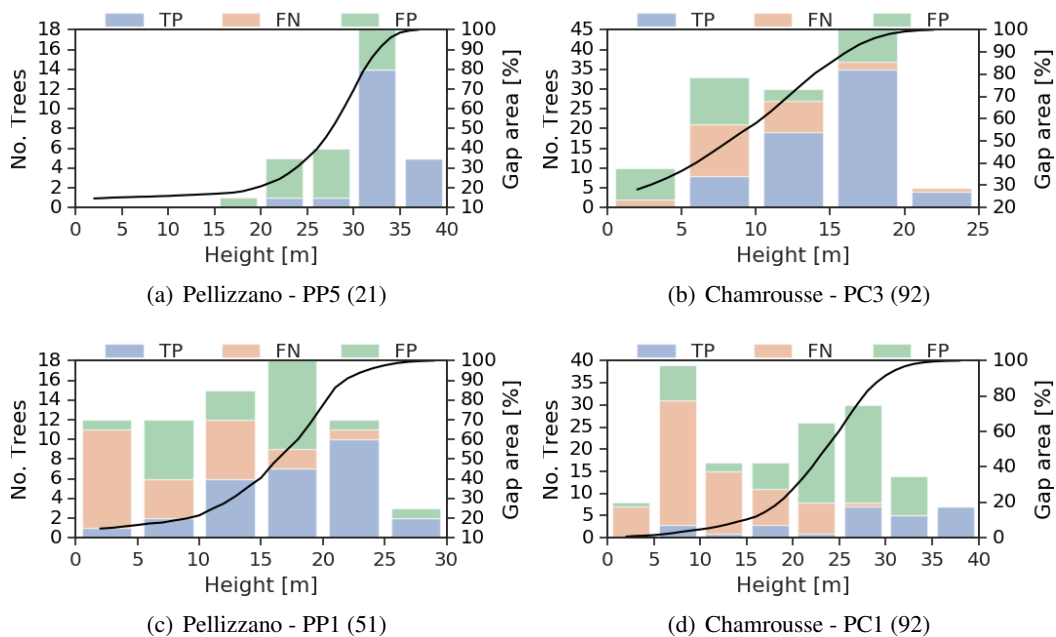 TP FN FP
18 16 14 12 10 8 6 4 2 0
No. Trees
100 90 80 70 60 50 40 30 20 10
Gap area [%]
0 5 10 15 20 25 30 35 40
Height [m]
(a) Pellizzano - PP5 (21)
TP FN FP
45 40 35 30 25 20 15 10 5 0
No. Trees
100 90 80 70 60 50 40 30 20
Gap area [%]
0 5 10 15 20 25
Height [m]
(b) Chamrousse - PC3 (92)
TP FN FP
18 16 14 12 10 8 6 4 2 0
No. Trees
100 90 80 70 60 50 40 30 20 10
Gap area [%]
0 5 10 15 20 25 30
Height [m]
(c) Pellizzano - PP1 (51)
TP FN FP
40 35 30 25 20 15 10 5 0
No. Trees
100 80 60 40 20 0
Gap area [%]
0 5 10 15 20 25 30 35 40
Height [m]
(d) Chamrousse - PC1 (92)